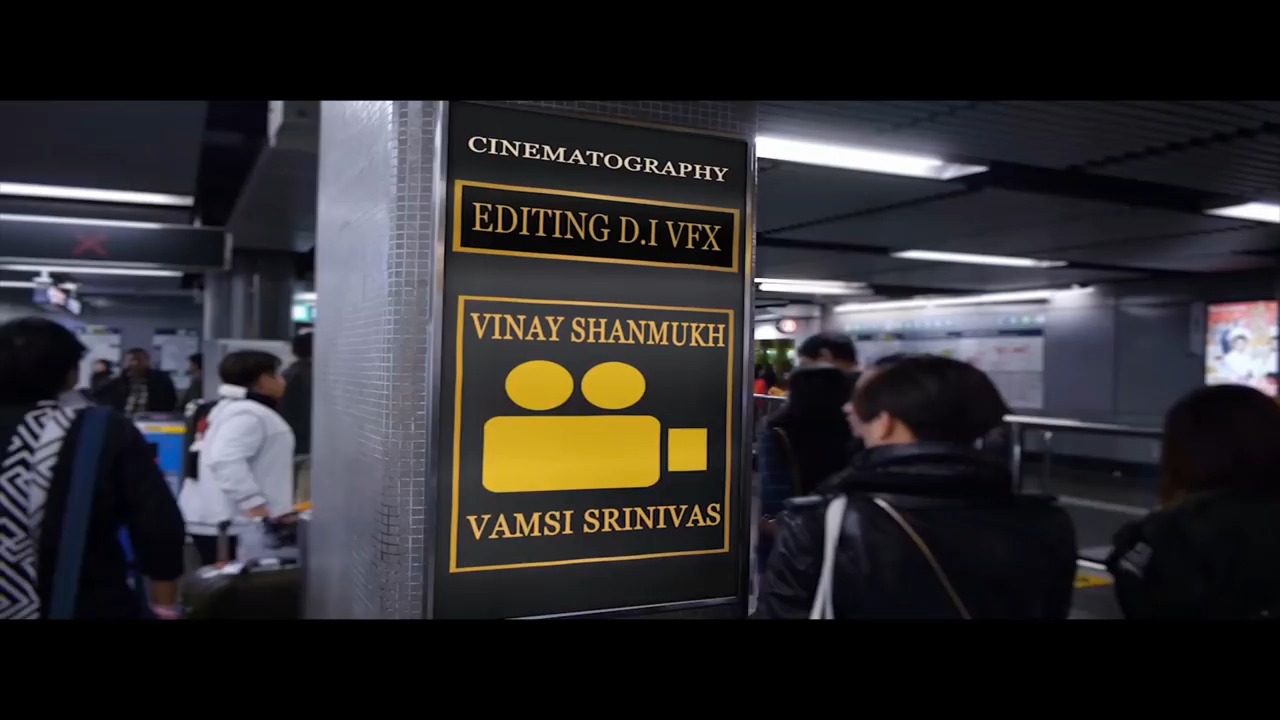 CINEMATOGRAPHY
EDITING D.I VFX
VINAY SHANMUKH
VAMSI SRINIVAS